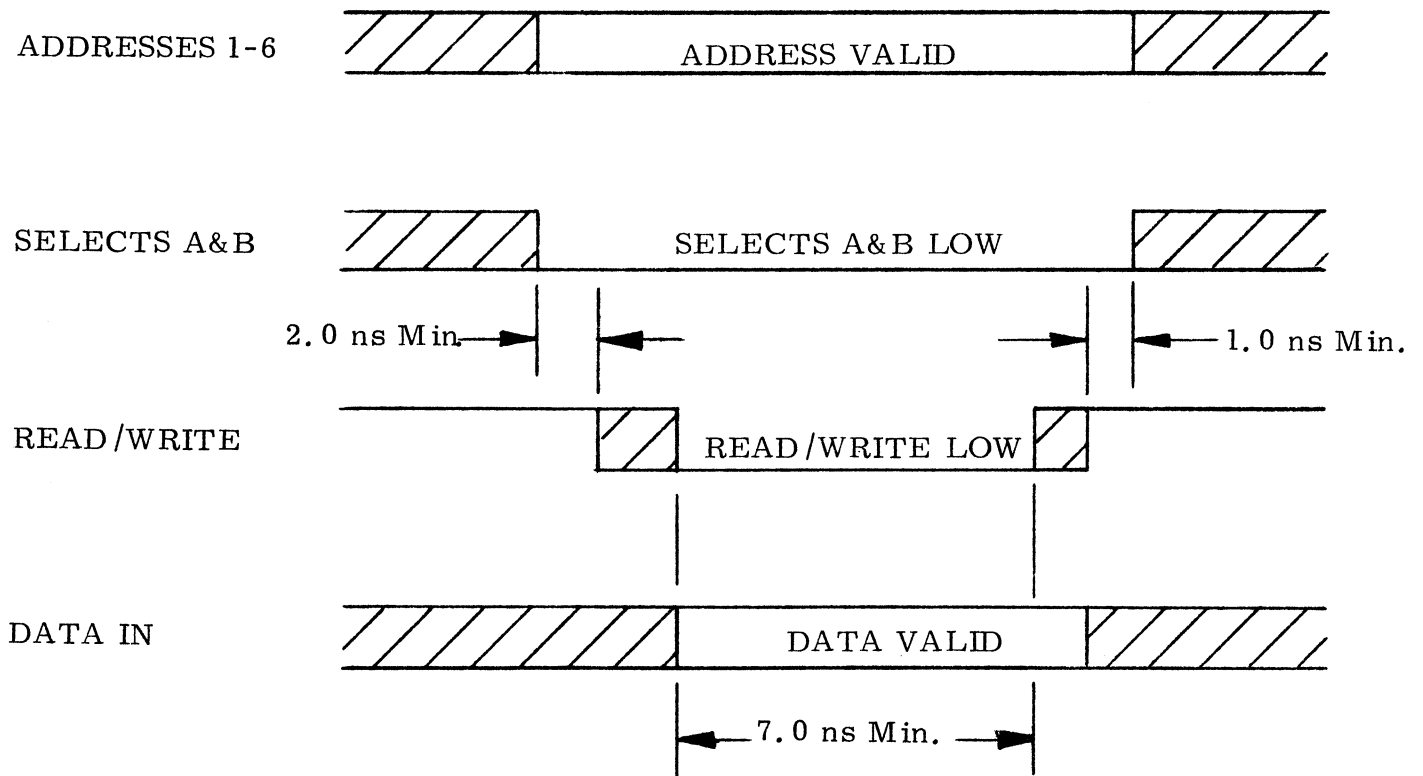 ADDRESSES 1-6
ADDRESS VALID
SELECTS A&B
SELECTS A&B LOW
2.0 ns Min.
1.0 ns Min.
READ/WRITE
READ/WRITE LOW
DATA IN
DATA VALID
7.0 ns Min.